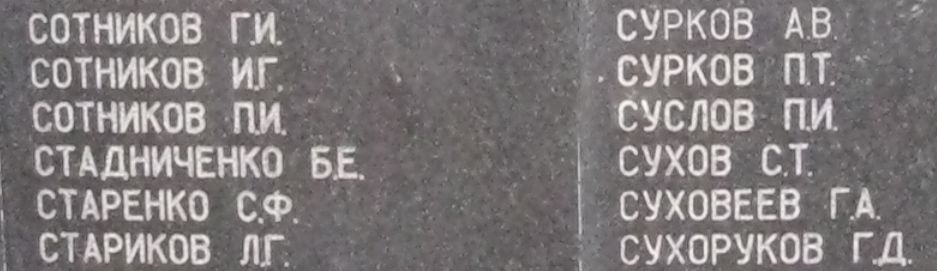 СОТНИКОВ Г.И.
СОТНИКОВ И.Г.
СОТНИКОВ П.И.
СТАДНИЧЕНКО Б.Е.
СТАРЕНКО С.Ф.
СТАРИКОВ Л.Г.
СУРКОВ А.В.
СУРКОВ П.Т.
СУСЛОВ П.И.
СУХОВ С.Т.
СУХОВЕЕВ Г.А.
СУХОРУКОВ Г.Д.